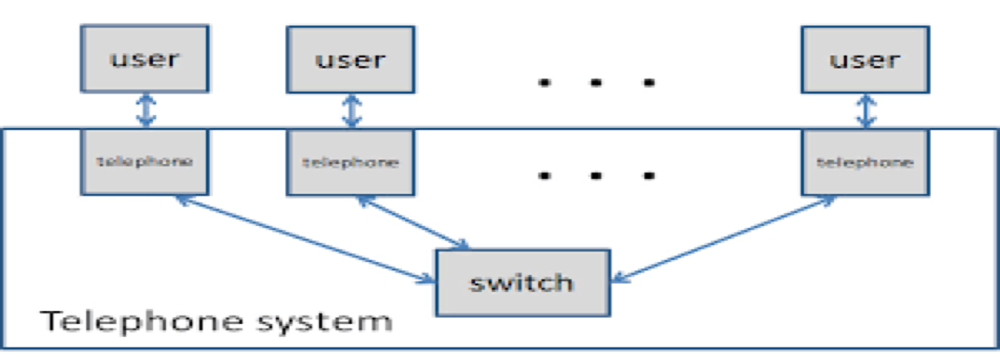 user user . . . user
telephone telephone . . . telephone
switch
Telephone system